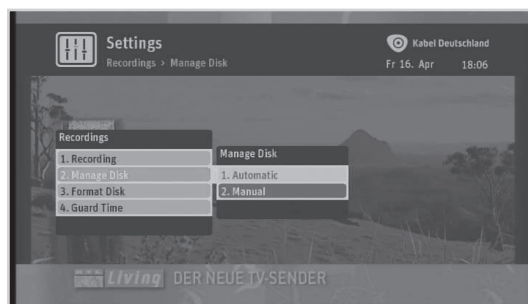 Settings
Kabel Deutschland
Recordings > Manage Disk
Fr 16. Apr 18:06
Recordings
1. Recording
2. Manage Disk
3. Format Disk
4. Guard Time
Manage Disk
1. Automatic
2. Manual
Living DER NEUE TV-SENDER